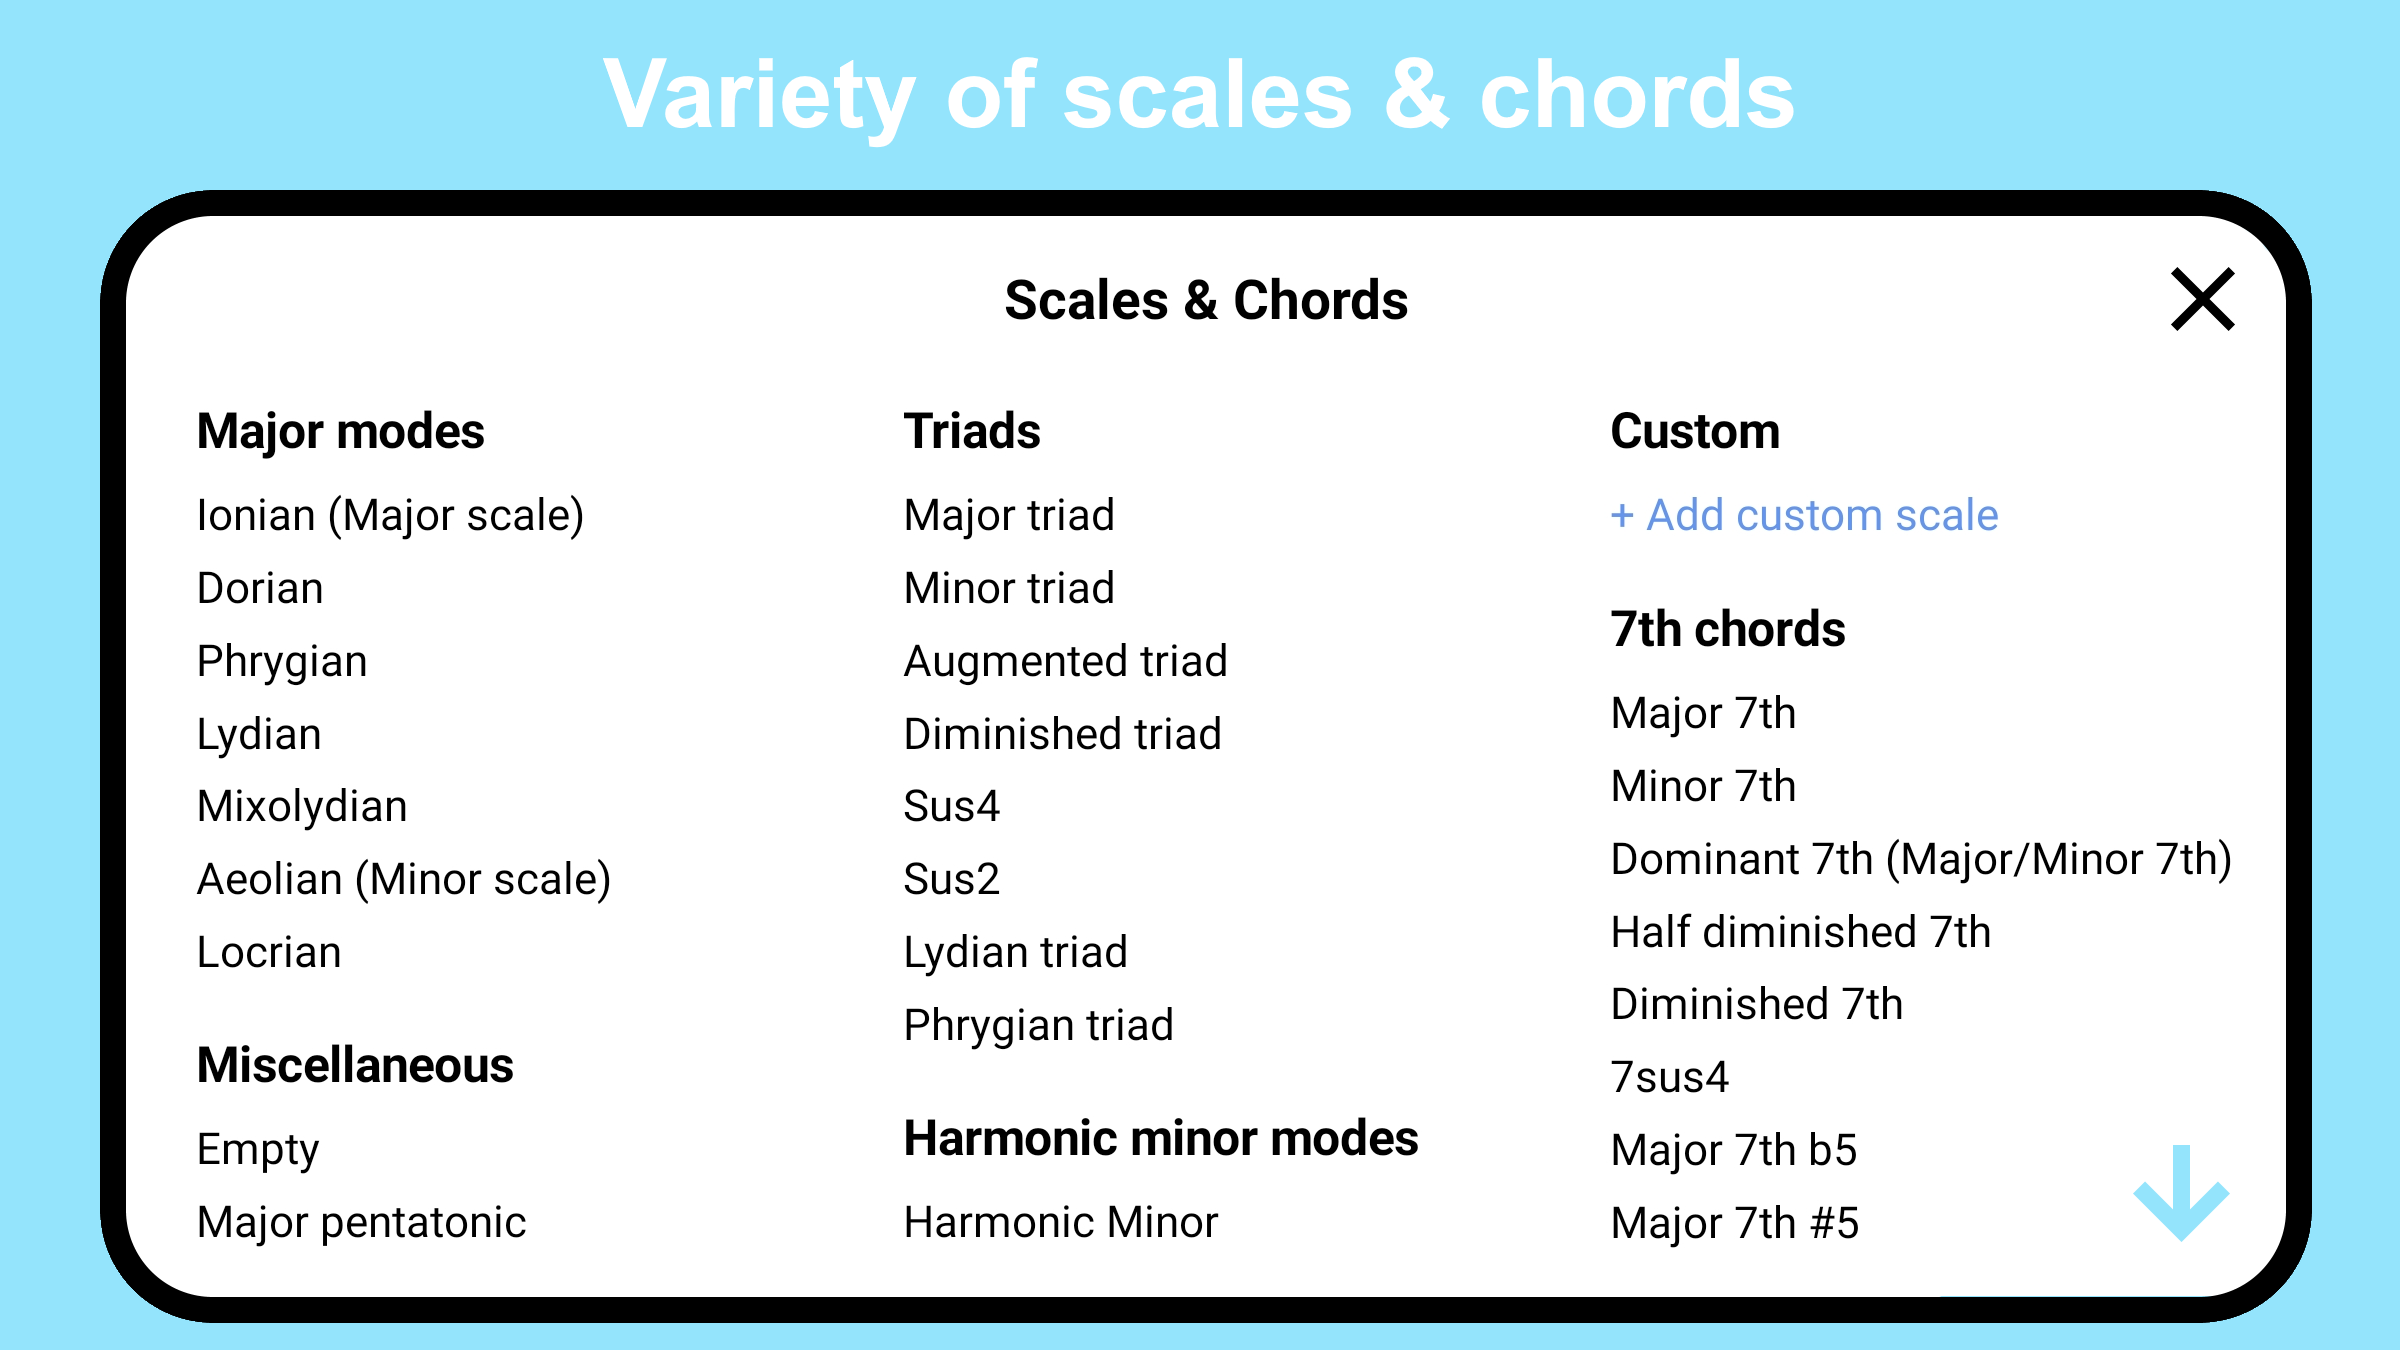 Variety of scales & chords
Scales & Chords
Major modes
Ionian (Major scale)
Dorian
Phrygian
Lydian
Mixolydian
Aeolian (Minor scale)
Locrian
Miscellaneous
Empty
Major pentatonic
Triads
Major triad
Minor triad
Augmented triad
Diminished triad
Sus4
Sus2
Lydian triad
Phrygian triad
Harmonic minor modes
Harmonic Minor
Custom
+ Add custom scale
7th chords
Major 7th
Minor 7th
Dominant 7th (Major/Minor 7th)
Half diminished 7th
Diminished 7th
7sus4
Major 7th b5
Major 7th #5